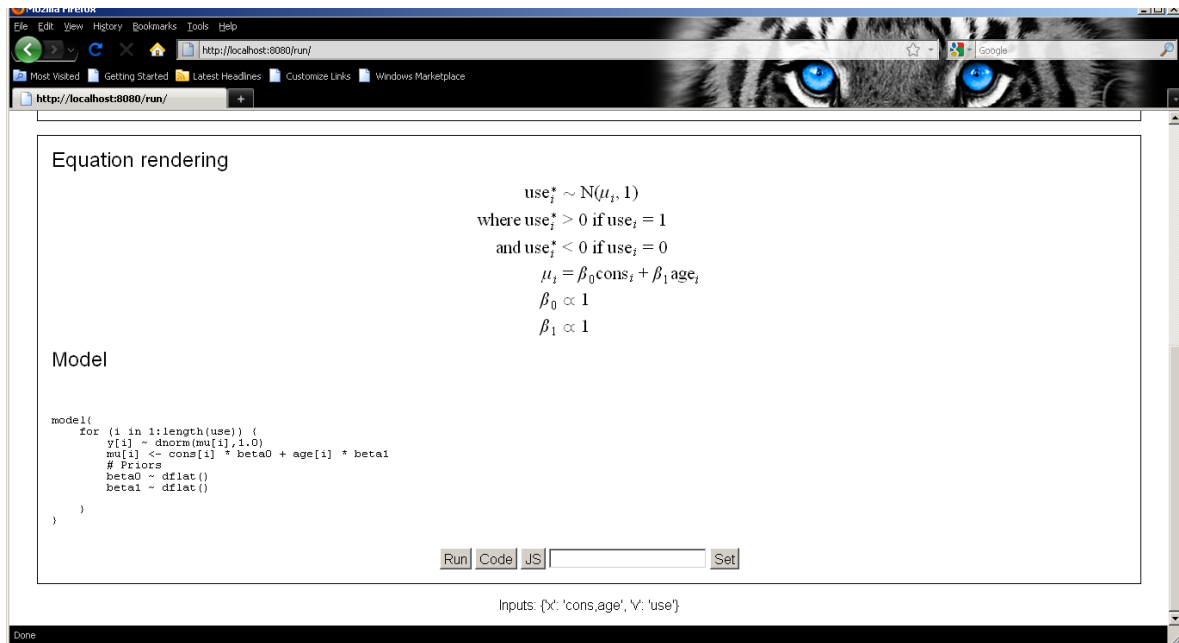 Mozilla Firefox
File Edit View History Bookmarks Tools Help
http://localhost:8080/run/
Google
Most Visited Getting Started Latest Headlines Customize Links Windows Marketplace
http://localhost:8080/run/
Equation rendering
use*ᵢ ~ N(μᵢ, 1)
where use*ᵢ > 0 if useᵢ = 1
and use*ᵢ < 0 if useᵢ = 0
μᵢ = β₀consᵢ + β₁ageᵢ
β₀ ∝ 1
β₁ ∝ 1
Model
model{
for (i in 1:length(use)) {
y[i] ~ dnorm(mu[i],1.0)
mu[i] <- cons[i] * beta0 + age[i] * beta1
# Priors
beta0 ~ dflat()
beta1 ~ dflat()
}
}
Run Code JS Set
Inputs: {'x': 'cons,age', 'v': 'use'}
Done